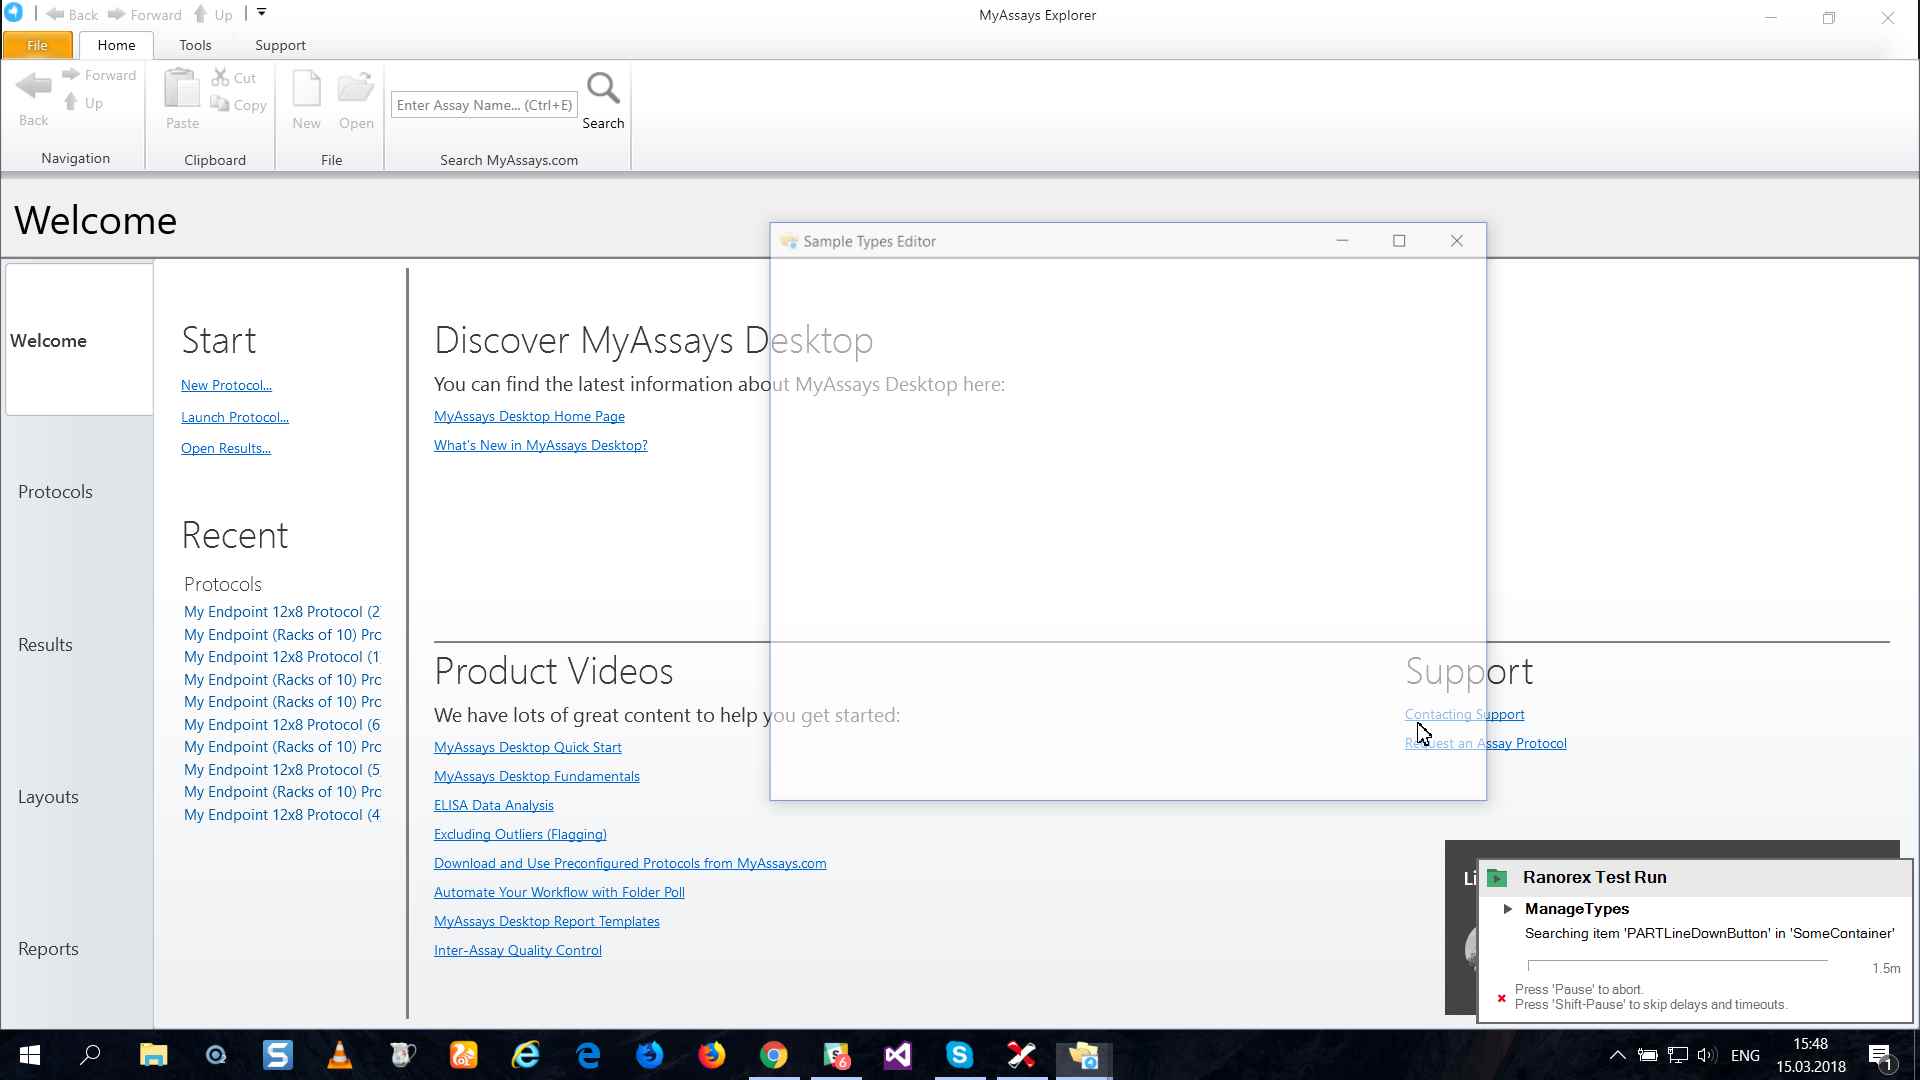 Back Forward Up
MyAssays Explorer
File Home Tools Support
Back
Forward
Up
Navigation
Paste
Cut
Copy
Clipboard
New
Open
File
Enter Assay Name... (Ctrl+E)
Search
Search MyAssays.com
Welcome
Sample Types Editor
Welcome
Protocols
Results
Layouts
Reports
Start
New Protocol...
Launch Protocol...
Open Results...
Recent
Protocols
My Endpoint 12x8 Protocol (2
My Endpoint (Racks of 10) Prc
My Endpoint 12x8 Protocol (1
My Endpoint (Racks of 10) Prc
My Endpoint (Racks of 10) Prc
My Endpoint 12x8 Protocol (6
My Endpoint (Racks of 10) Prc
My Endpoint 12x8 Protocol (5
My Endpoint (Racks of 10) Prc
My Endpoint 12x8 Protocol (4
Discover MyAssays Desktop
You can find the latest information about MyAssays Desktop here:
MyAssays Desktop Home Page
What's New in MyAssays Desktop?
Product Videos
We have lots of great content to help you get started:
MyAssays Desktop Quick Start
MyAssays Desktop Fundamentals
ELISA Data Analysis
Excluding Outliers (Flagging)
Download and Use Preconfigured Protocols from MyAssays.com
Automate Your Workflow with Folder Poll
MyAssays Desktop Report Templates
Inter-Assay Quality Control
Support
Contacting Support
Request an Assay Protocol
Li
Ranorex Test Run
ManageTypes
Searching item 'PARTLineDownButton' in 'SomeContainer'
1.5m
Press 'Pause' to abort.
Press 'Shift-Pause' to skip delays and timeouts.
ENG
15:48
15.03.2018
1
6